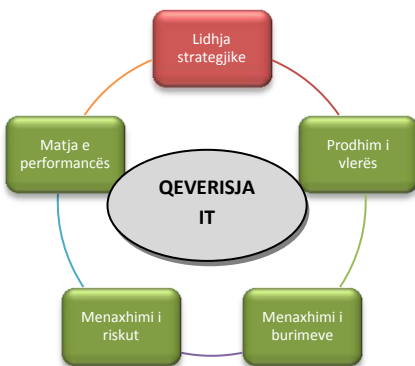 Lidhja
strategjike
Matja e
performancës
Prodhim i
vlerës
QEVERISJA
IT
Menaxhimi i
riskut
Menaxhimi i
burimeve